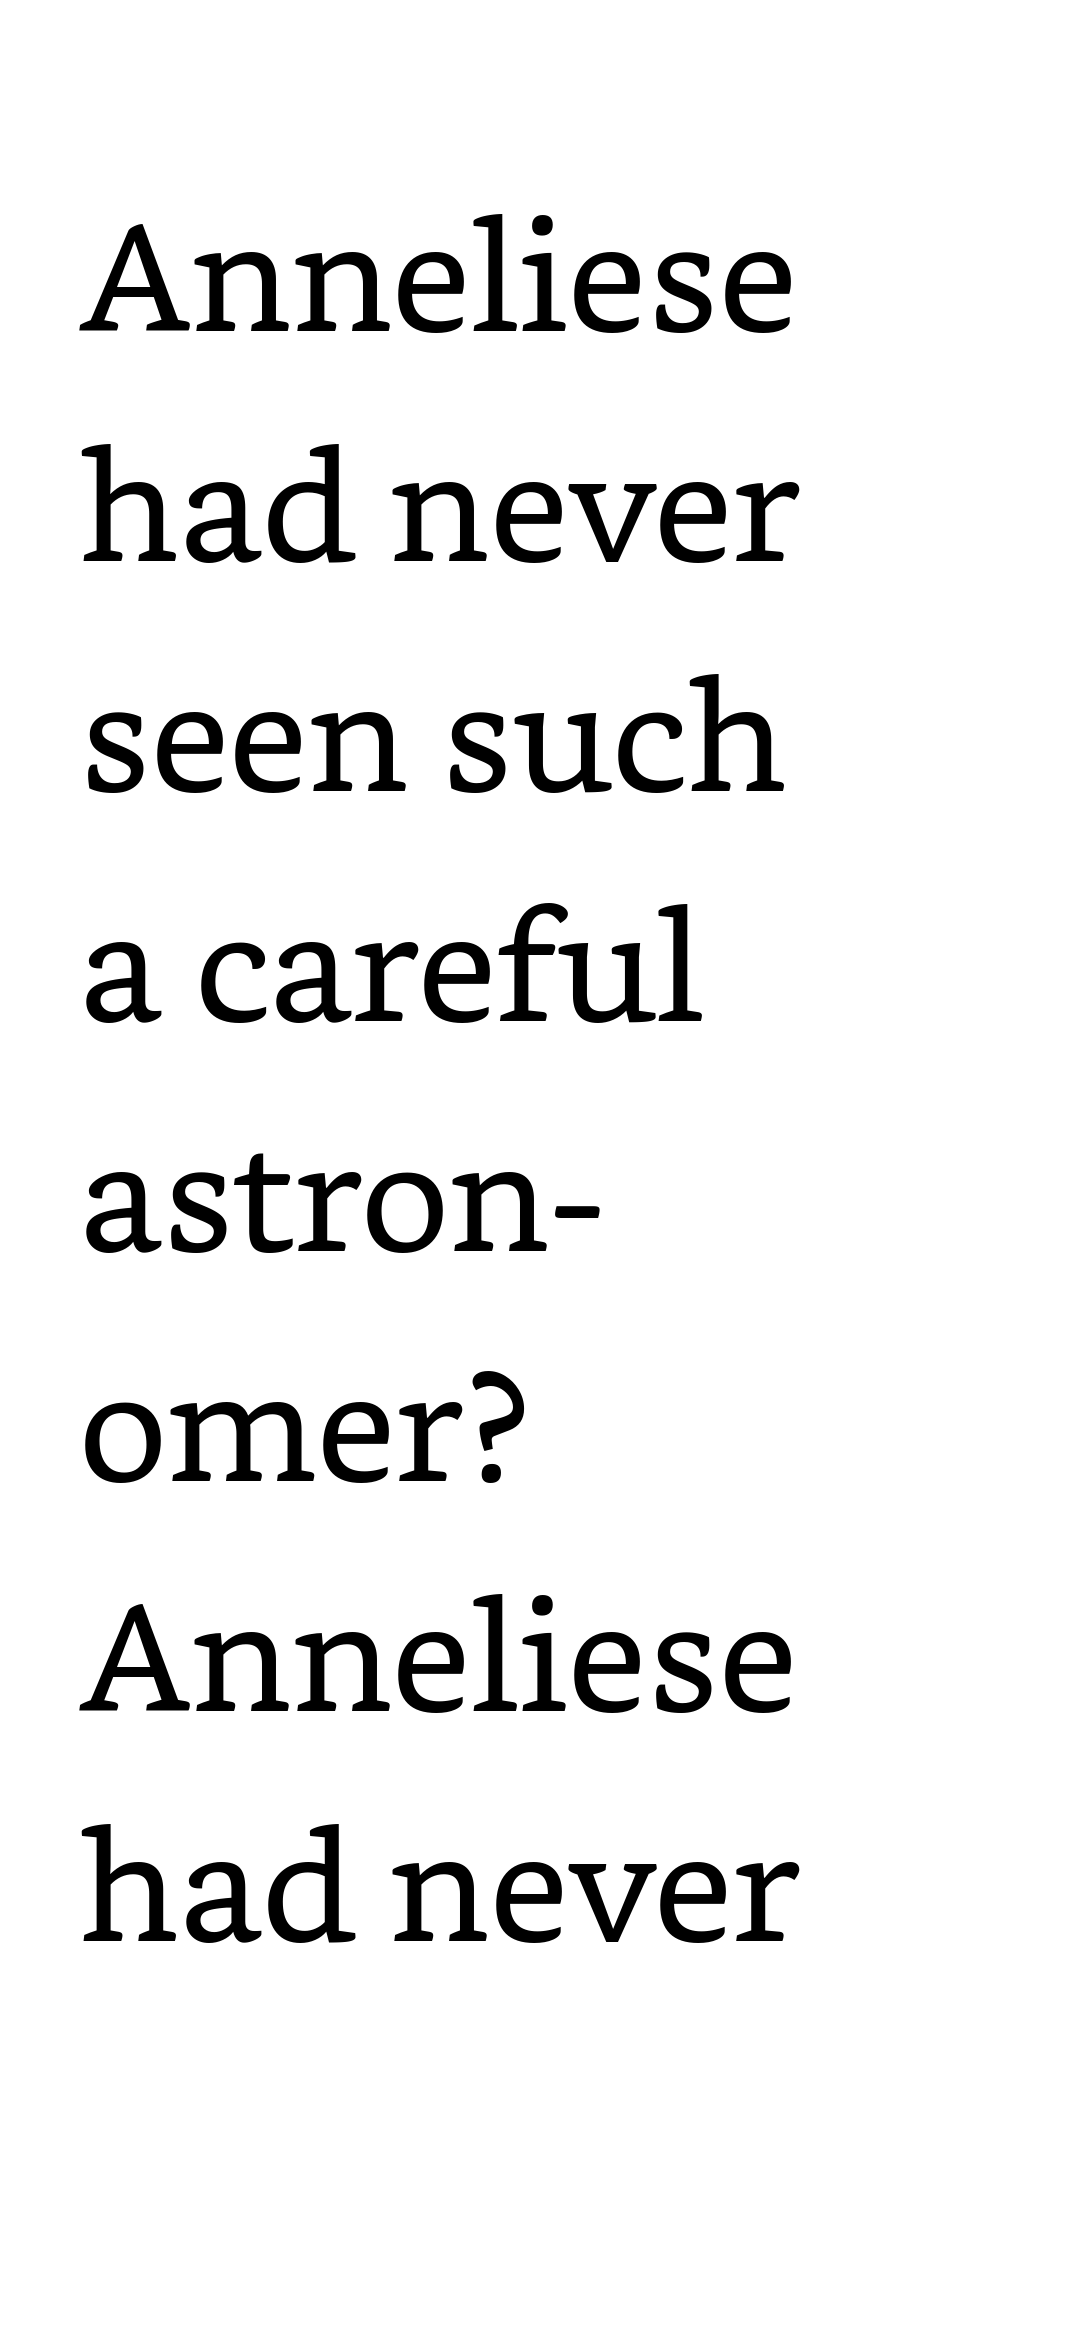 Anneliese
had never
seen such
a careful
astron-
omer?
Anneliese
had never